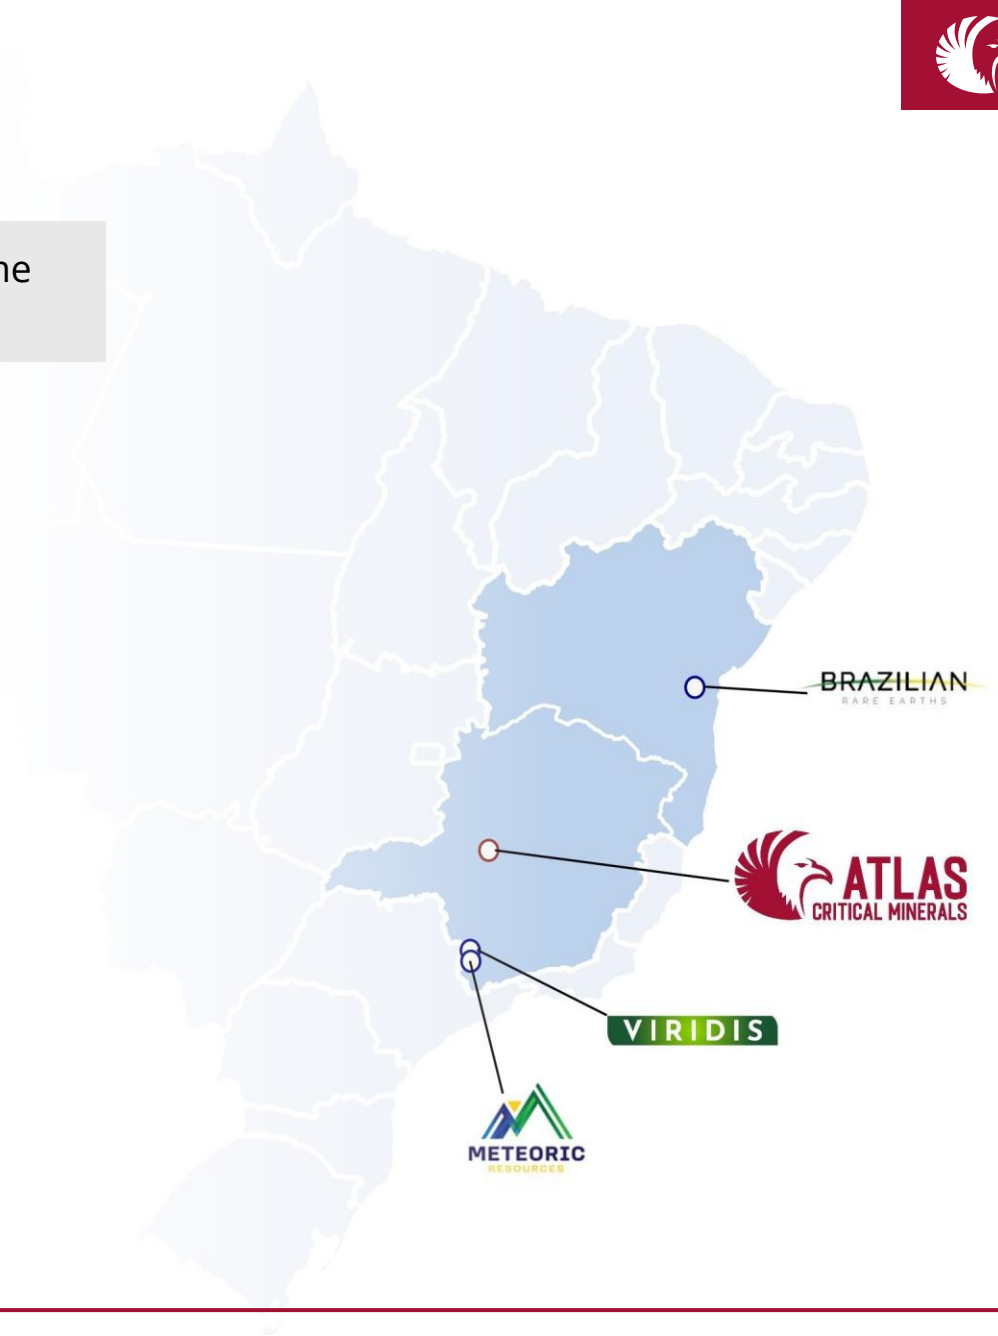 ne
BRAZILIAN
RARE EARTHS
ATLAS
CRITICAL MINERALS
VIRIDIS
METEORIC
RESOURCES